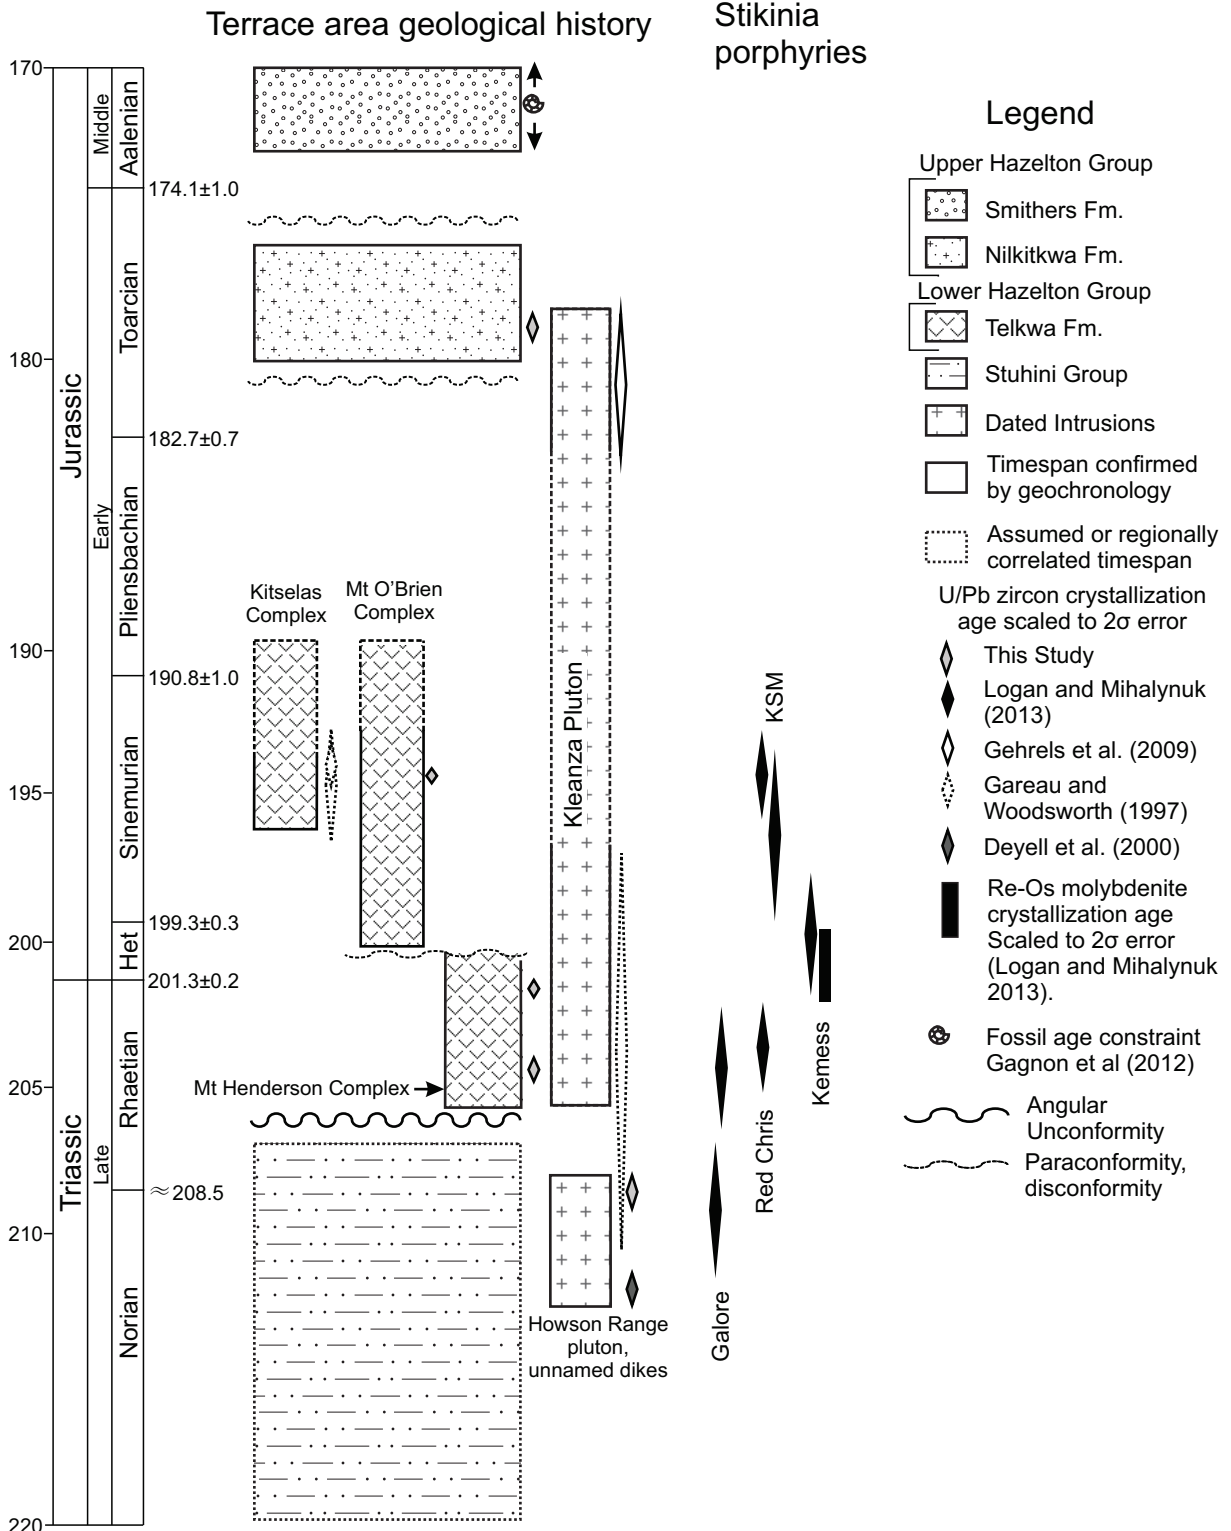 Terrace area geological history
Stikinia
porphyries
170
180
190
195
200
205
210
220
Jurassic
Triassic
Middle
Early
Late
Aalenian
Toarcian
Pliensbachian
Sinemurian
Het
Rhaetian
Norian
174.1±1.0
182.7±0.7
190.8±1.0
199.3±0.3
201.3±0.2
≈208.5
Kitselas
Complex
Mt O'Brien
Complex
Kleanza Pluton
Mt Henderson Complex
Howson Range
pluton,
unnamed dikes
KSM
Kemess
Red Chris
Galore
Legend
Upper Hazelton Group
Smithers Fm.
Nilkitkwa Fm.
Lower Hazelton Group
Telkwa Fm.
Stuhini Group
Dated Intrusions
Timespan confirmed
by geochronology
Assumed or regionally
correlated timespan
U/Pb zircon crystallization
age scaled to 2σ error
This Study
Logan and Mihalynuk
(2013)
Gehrels et al. (2009)
Gareau and
Woodsworth (1997)
Deyell et al. (2000)
Re-Os molybdenite
crystallization age
Scaled to 2σ error
(Logan and Mihalynuk
2013).
Fossil age constraint
Gagnon et al (2012)
Angular
Unconformity
Paraconformity,
disconformity